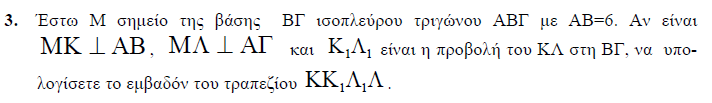 3. Έστω Μ σημείο της βάσης ΒΓ ισοπλεύρου τριγώνου ΑΒΓ με ΑΒ=6. Αν είναι
ΜΚ ⊥ ΑΒ, ΜΛ ⊥ ΑΓ και Κ₁Λ₁ είναι η προβολή του ΚΛ στη ΒΓ, να υπο-
λογίσετε το εμβαδόν του τραπεζίου ΚΚ₁Λ₁Λ.